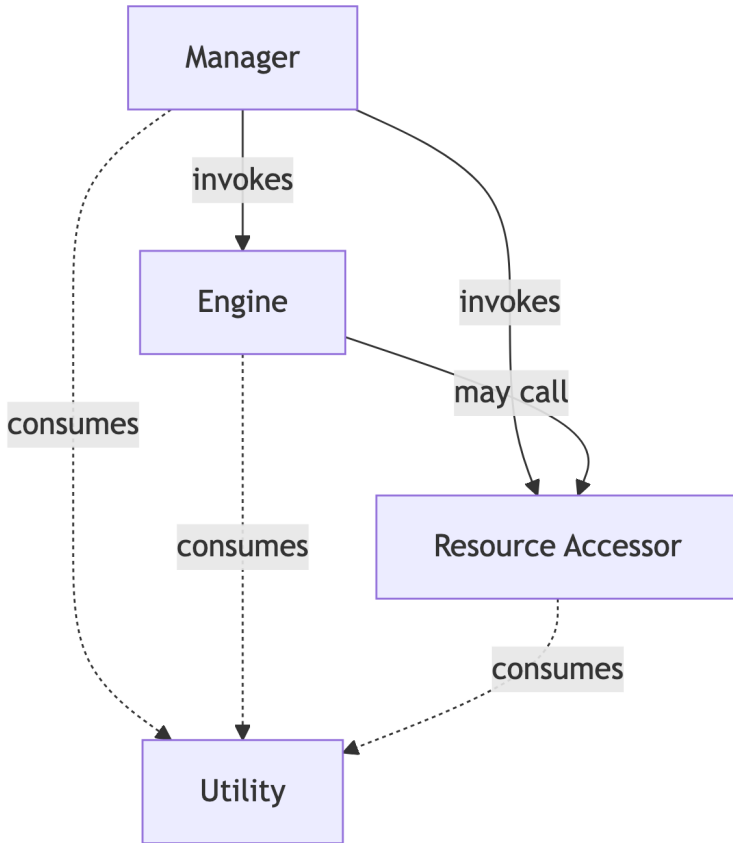 Manager
invokes
Engine
invokes
may call
consumes
consumes
Resource Accessor
consumes
Utility